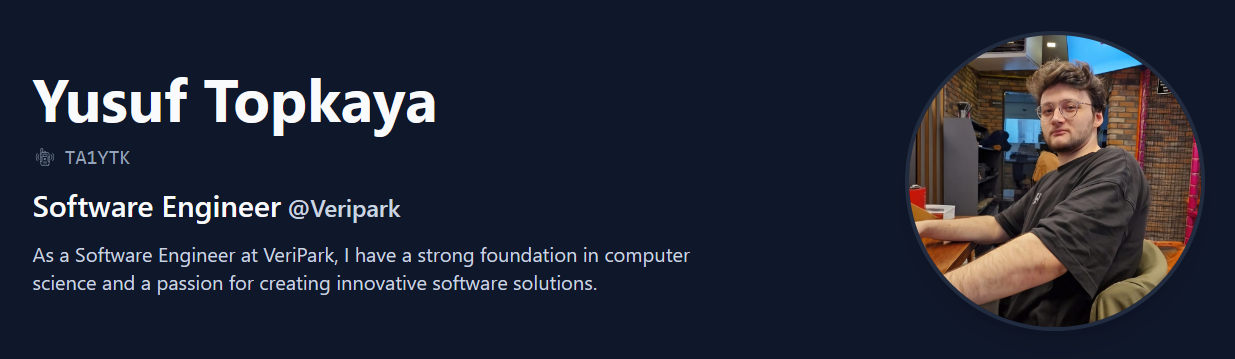 Yusuf Topkaya
TA1YTK
Software Engineer @Veripark
As a Software Engineer at VeriPark, I have a strong foundation in computer
science and a passion for creating innovative software solutions.